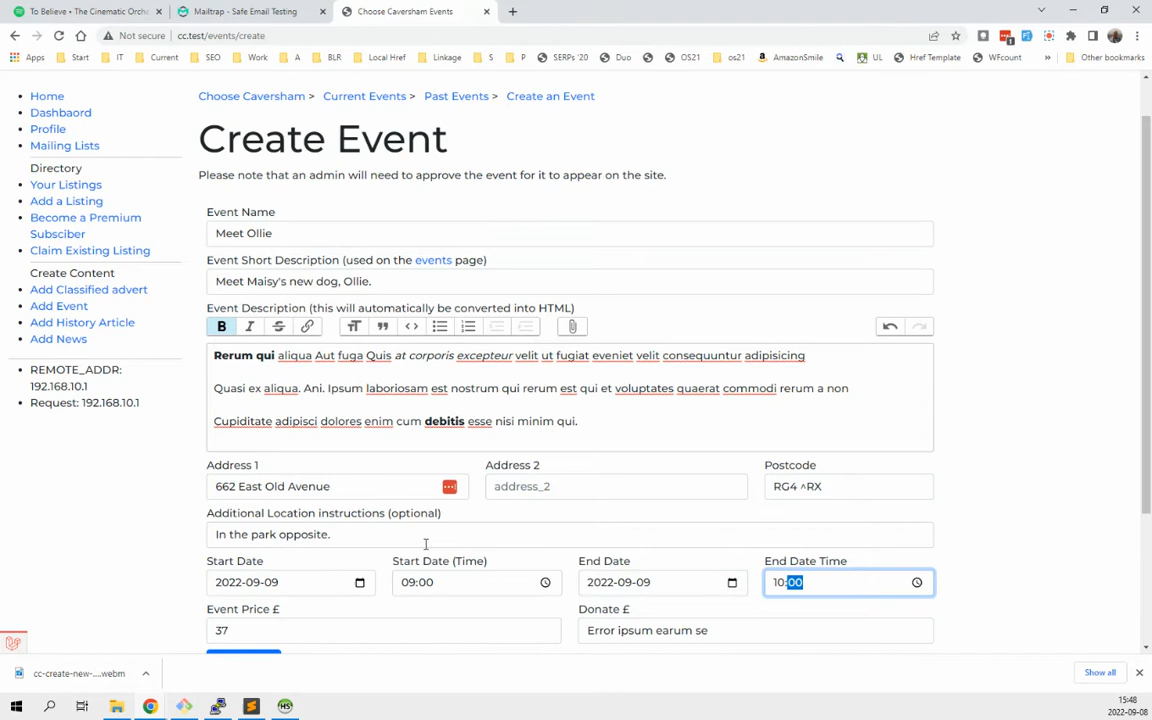 To Believe • The Cinematic Orch
Mailtrap - Safe Email Testing
Choose Caversham Events
Not secure
cc.test/events/create
Apps
Start
IT
Current
SEO
Work
A
BLR
Local Href
Linkage
S
P
SERPs '20
Duo
OS21
os21
AmazonSmile
UL
Href Template
WFcount
Other bookmarks
Home
Dashbaord
Profile
Mailing Lists
Directory
Your Listings
Add a Listing
Become a Premium
Subsciber
Claim Existing Listing
Create Content
Add Classified advert
Add Event
Add History Article
Add News
REMOTE_ADDR:
192.168.10.1
Request: 192.168.10.1
Choose Caversham > Current Events > Past Events > Create an Event
Create Event
Please note that an admin will need to approve the event for it to appear on the site.
Event Name
Meet Ollie
Event Short Description (used on the events page)
Meet Maisy's new dog, Ollie.
Event Description (this will automatically be converted into HTML)
Rerum qui aliqua Aut fuga Quis at corporis excepteur velit ut fugiat eveniet velit consequuntur adipisicing
Quasi ex aliqua. Ani. Ipsum laboriosam est nostrum qui rerum est qui et voluptates quaerat commodi rerum a non
Cupiditate adipisci dolores enim cum debitis esse nisi minim qui.
Address 1
Address 2
Postcode
662 East Old Avenue
address_2
RG4 ^RX
Additional Location instructions (optional)
In the park opposite.
Start Date
Start Date (Time)
End Date
End Date Time
2022-09-09
09:00
2022-09-09
10:00
Event Price £
Donate £
37
Error ipsum earum se
cc-create-new-....webm
Show all
15:48
2022-09-08